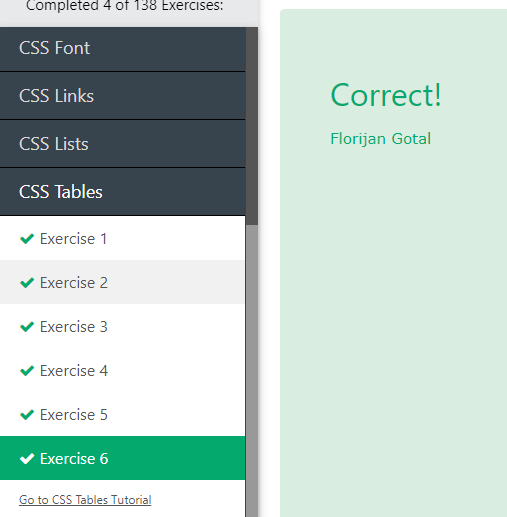 Completed 4 of 138 Exercises:
CSS Font
CSS Links
CSS Lists
CSS Tables
Exercise 1
Exercise 2
Exercise 3
Exercise 4
Exercise 5
Exercise 6
Go to CSS Tables Tutorial
Correct!
Florijan Gotal